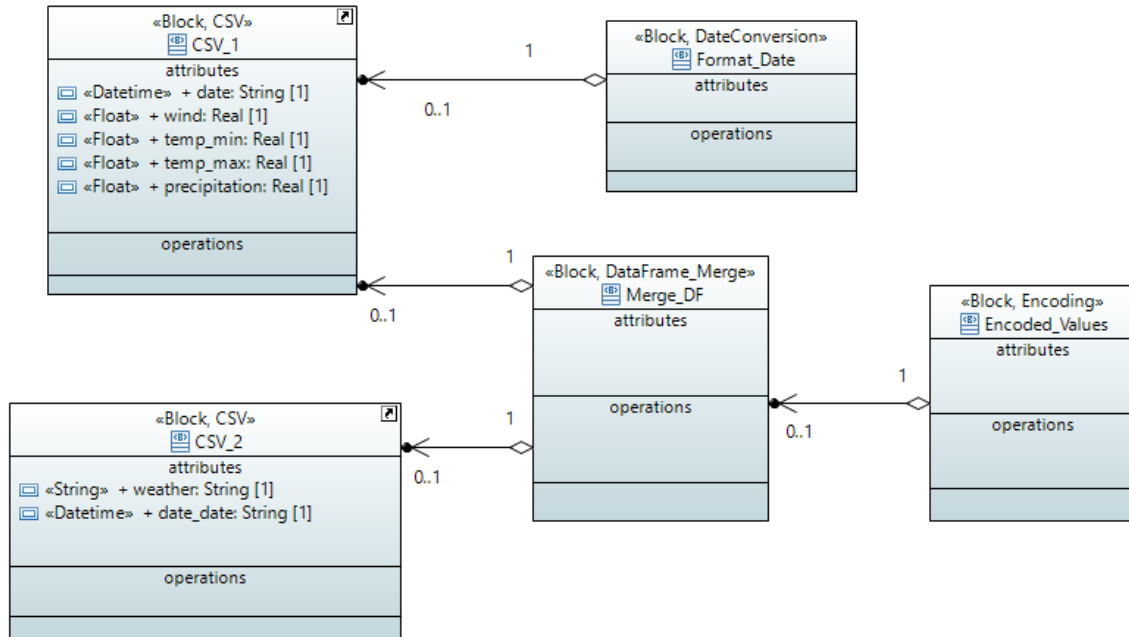 «Block, CSV»
CSV_1
attributes
«Datetime» + date: String [1]
«Float» + wind: Real [1]
«Float» + temp_min: Real [1]
«Float» + temp_max: Real [1]
«Float» + precipitation: Real [1]
operations
1
0..1
«Block, DateConversion»
Format_Date
attributes
operations
1
0..1
«Block, DataFrame_Merge»
Merge_DF
attributes
operations
1
0..1
«Block, Encoding»
Encoded_Values
attributes
operations
1
0..1
«Block, CSV»
CSV_2
attributes
«String» + weather: String [1]
«Datetime» + date_date: String [1]
operations